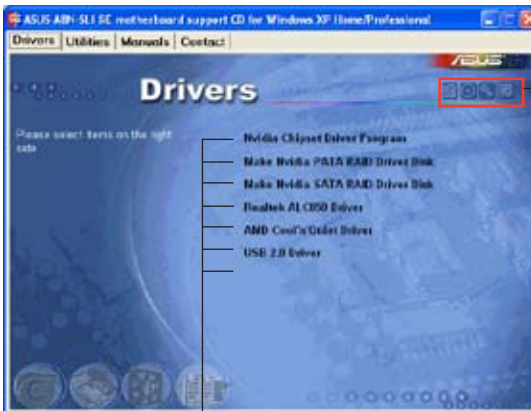 ASUS A8N-SLI SE motherboard support CD for Windows XP Home/Professional
Drivers Utilities Manuals Contact
ASUS
Drivers
Please select items on the right
side
Nvidia Chipset Driver Program
Make Nvidia PATA RAID Driver Disk
Make Nvidia SATA RAID Driver Disk
Realtek ALC850 Driver
AMD Cool'n'Quiet Driver
USB 2.0 Driver